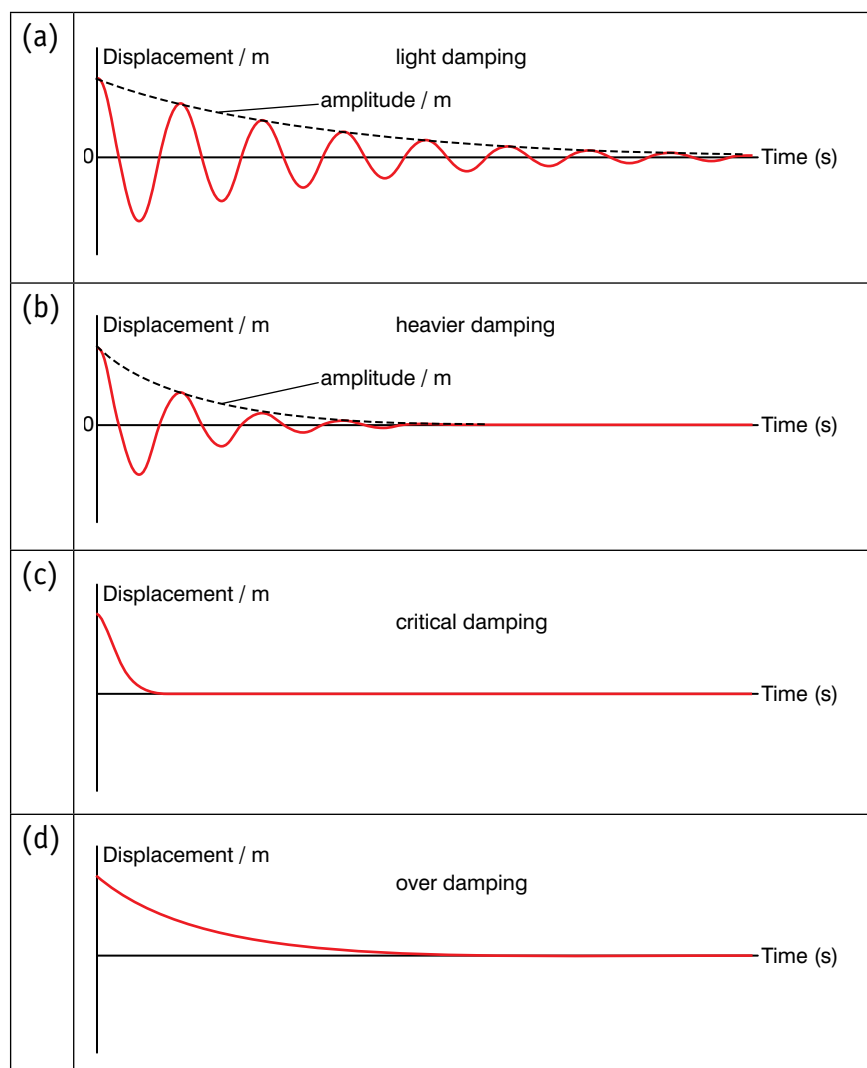 (a)
Displacement / m
light damping
amplitude / m
0
Time (s)
(b)
Displacement / m
heavier damping
amplitude / m
0
Time (s)
(c)
Displacement / m
critical damping
Time (s)
(d)
Displacement / m
over damping
Time (s)